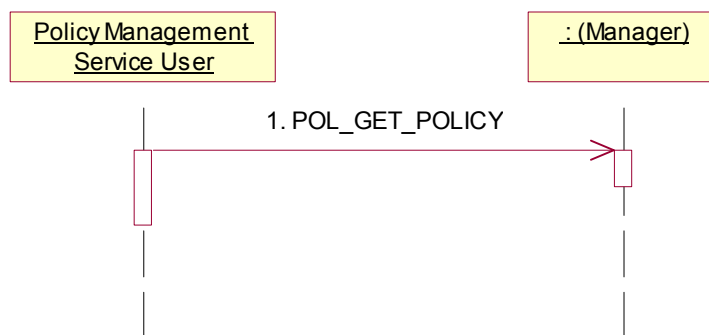 Policy Management
Service User
: (Manager)
1. POL_GET_POLICY